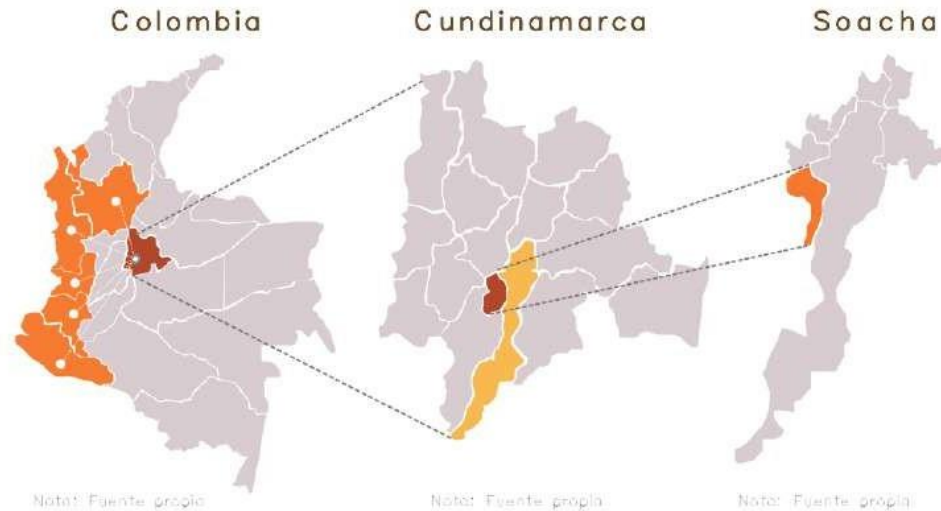 Colombia
Cundinamarca
Soacha
Nota: Fuente propia
Nota: Fuente propia
Nota: Fuente propia